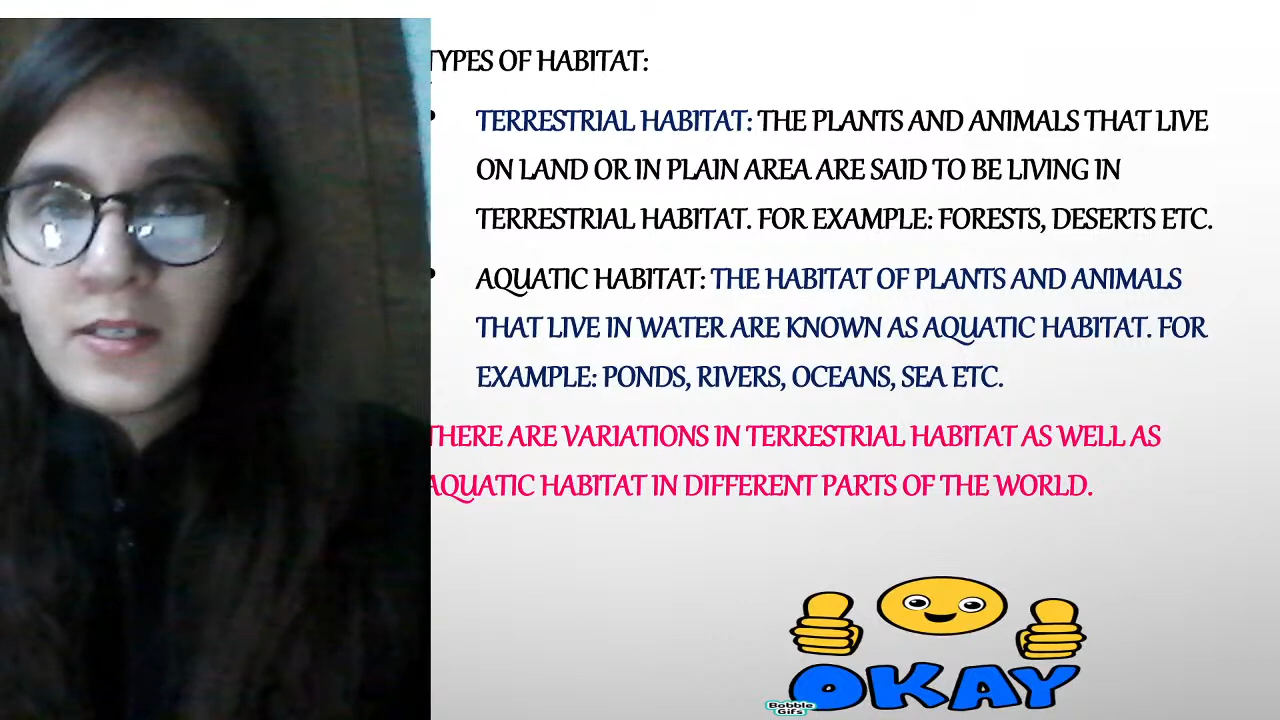 TYPES OF HABITAT:
TERRESTRIAL HABITAT: THE PLANTS AND ANIMALS THAT LIVE
ON LAND OR IN PLAIN AREA ARE SAID TO BE LIVING IN
TERRESTRIAL HABITAT. FOR EXAMPLE: FORESTS, DESERTS ETC.
AQUATIC HABITAT: THE HABITAT OF PLANTS AND ANIMALS
THAT LIVE IN WATER ARE KNOWN AS AQUATIC HABITAT. FOR
EXAMPLE: PONDS, RIVERS, OCEANS, SEA ETC.
THERE ARE VARIATIONS IN TERRESTRIAL HABITAT AS WELL AS
AQUATIC HABITAT IN DIFFERENT PARTS OF THE WORLD.
OKAY
Bobble
Gifs